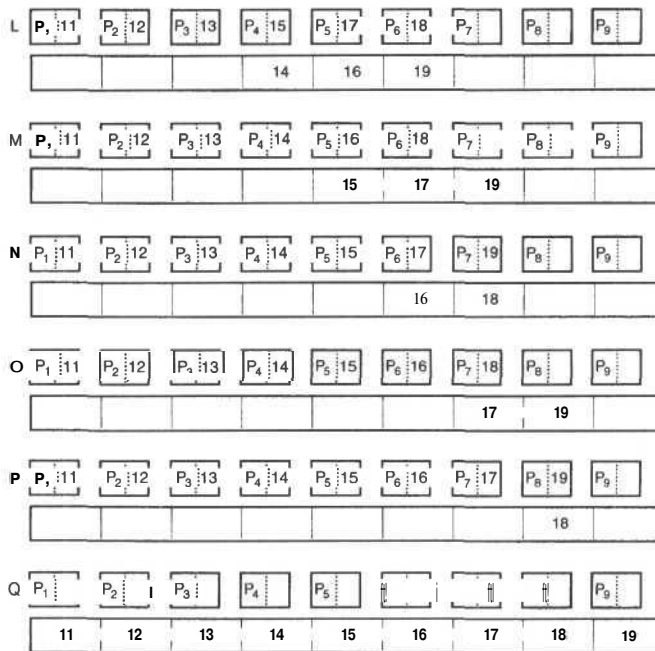 L P, 11 P2 12 P3 13 P4 15 P5 17 P6 18 P7 P8 P9
14 16 19
M P, 11 P2 12 P3 13 P4 14 P5 16 P6 18 P7 P8 P9
15 17 19
N P1 11 P2 12 P3 13 P4 14 P5 15 P6 17 P7 19 P8 P9
16 18
O P1 11 P2 12 P3 13 P4 14 P5 15 P6 16 P7 18 P8 P9
17 19
P P, 11 P2 12 P3 13 P4 14 P5 15 P6 16 P7 17 P8 19 P9
18
Q P1 P2 P3 P4 P5 P9
11 12 13 14 15 16 17 18 19